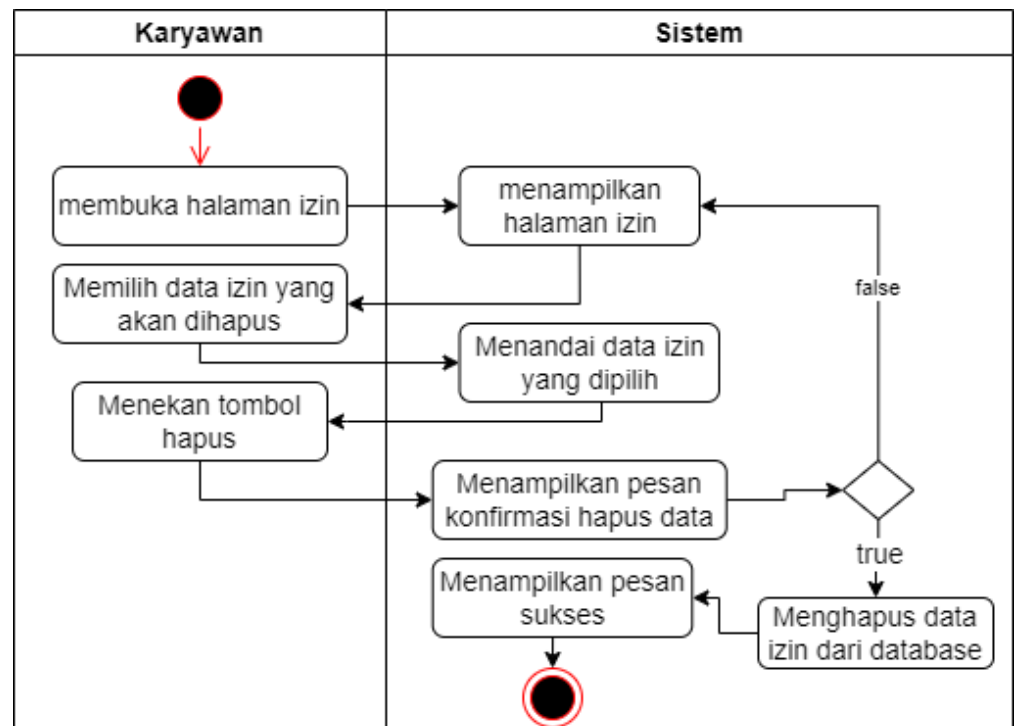 Karyawan
Sistem
membuka halaman izin
menampilkan
halaman izin
false
Memilih data izin yang
akan dihapus
Menandai data izin
yang dipilih
Menekan tombol
hapus
Menampilkan pesan
konfirmasi hapus data
true
Menghapus data
izin dari database
Menampilkan pesan
sukses